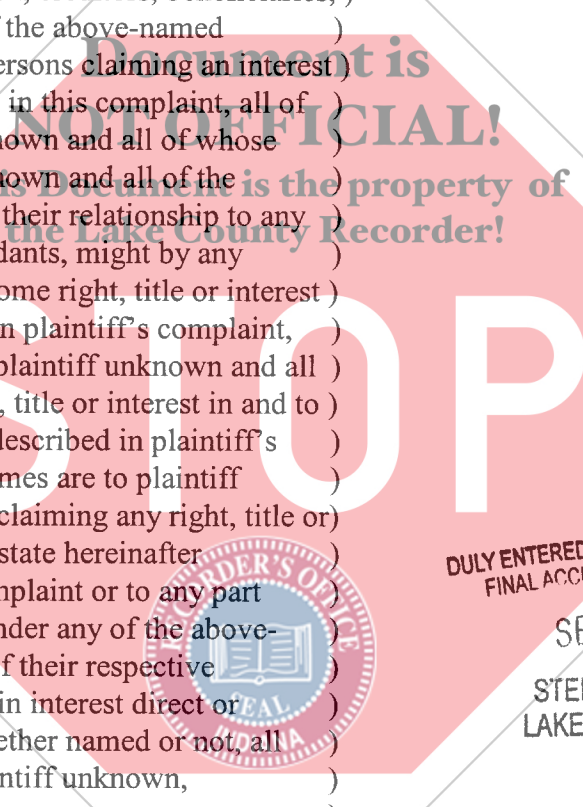 the above-named )
ersons claiming an interest )
in this complaint, all of )
nown and all of whose )
nown and all of the )
their relationship to any )
dants, might by any )
ome right, title or interest )
n plaintiff's complaint, )
plaintiff unknown and all )
, title or interest in and to )
described in plaintiff's )
mes are to plaintiff )
claiming any right, title or)
state hereinafter )
nplaint or to any part )
nder any of the above- )
f their respective )
in interest direct or )
ether named or not, all )
ntiff unknown, )
Document is
NOT OFFICIAL!
is Document is the property of
the Lake County Recorder!
STOP
RECORDER'S OFFICE
SEAL
INDIANA
DULY ENTERED
FINAL ACC
SE
STE
LAKE